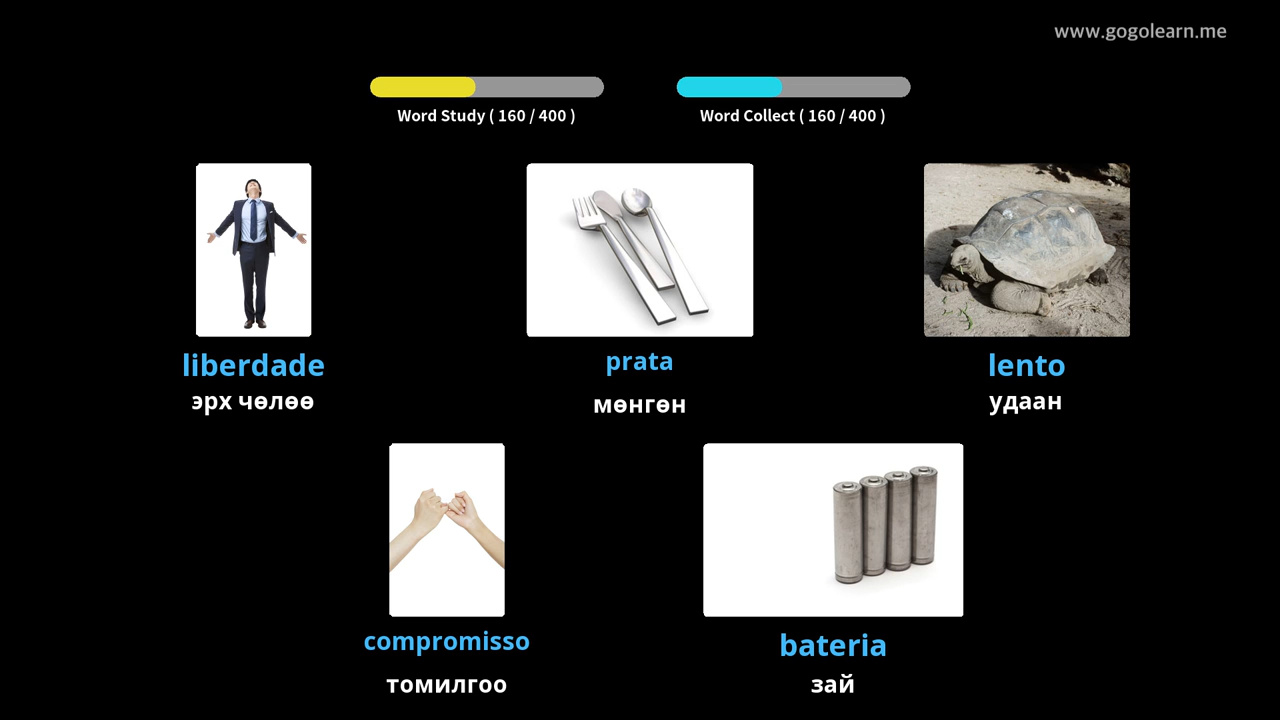 www.gogolearn.me
Word Study ( 160 / 400 )
Word Collect ( 160 / 400 )
liberdade
эрх чөлөө
prata
мөнгөн
lento
удаан
compromisso
томилгоо
bateria
зай